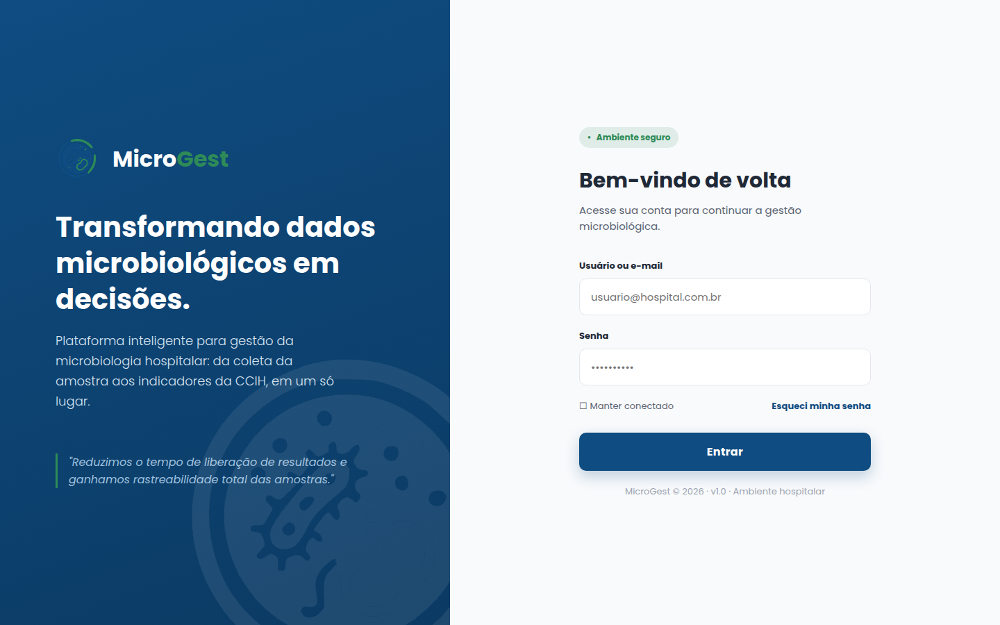 MicroGest
Transformando dados
microbiológicos em
decisões.
Plataforma inteligente para gestão da
microbiologia hospitalar: da coleta da
amostra aos indicadores da CCIH, em um só
lugar.
"Reduzimos o tempo de liberação de resultados e
ganhamos rastreabilidade total das amostras."
• Ambiente seguro
Bem-vindo de volta
Acesse sua conta para continuar a gestão
microbiológica.
Usuário ou e-mail
usuario@hospital.com.br
Senha
••••••••••
☐ Manter conectado
Esqueci minha senha
Entrar
MicroGest © 2026 · v1.0 · Ambiente hospitalar